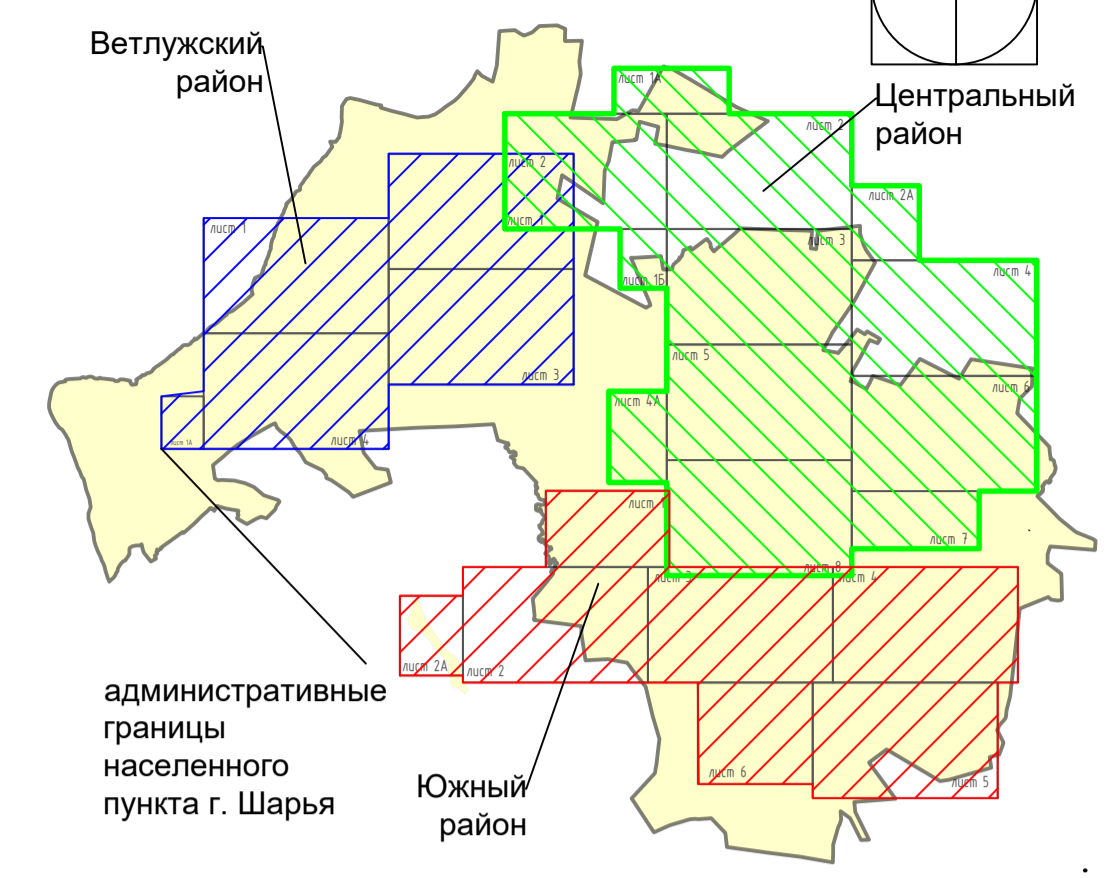 Ветлужский
район
Центральный
район
лист 1А
лист 2
лист 2
лист 1
лист 2А
лист 1
лист 3
лист 4
лист 1Б
лист 5
лист 3
лист 6
лист 4А
лист 1А
лист 4
лист
лист 7
лист 8
лист 3
лист 4
лист 2А
лист 2
лист 6
лист 5
административные
границы
населенного
пункта г. Шарья
Южный
район